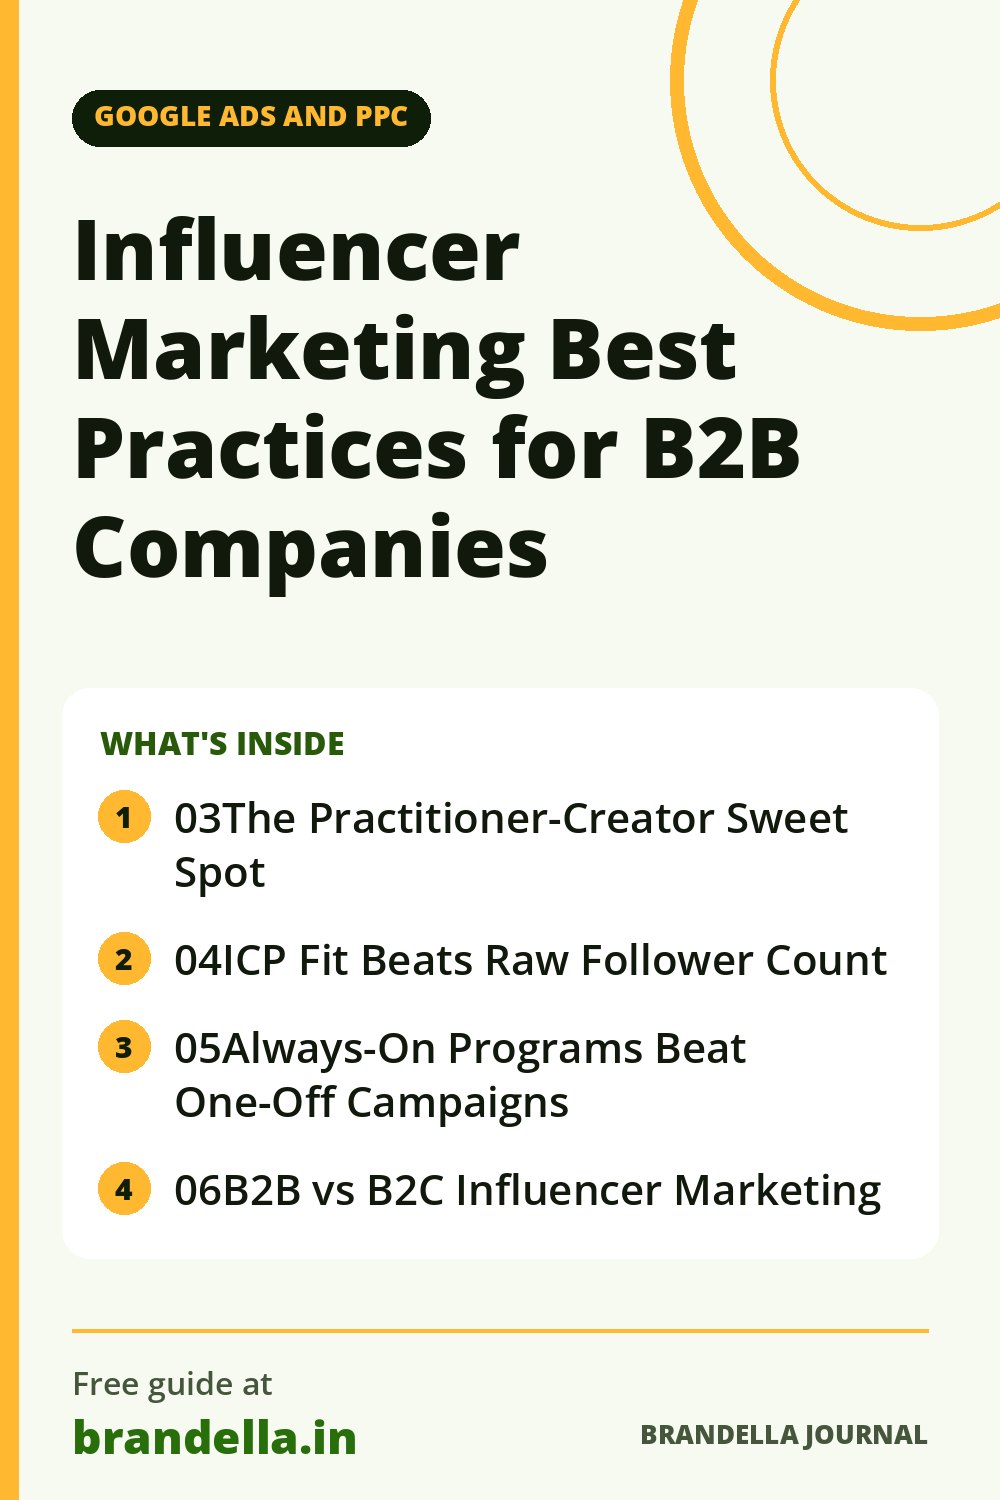 GOOGLE ADS AND PPC
Influencer
Marketing Best
Practices for B2B
Companies
WHAT'S INSIDE
1 03The Practitioner-Creator Sweet
Spot
2 04ICP Fit Beats Raw Follower Count
3 05Always-On Programs Beat
One-Off Campaigns
4 06B2B vs B2C Influencer Marketing
Free guide at
brandella.in
BRANDELLA JOURNAL